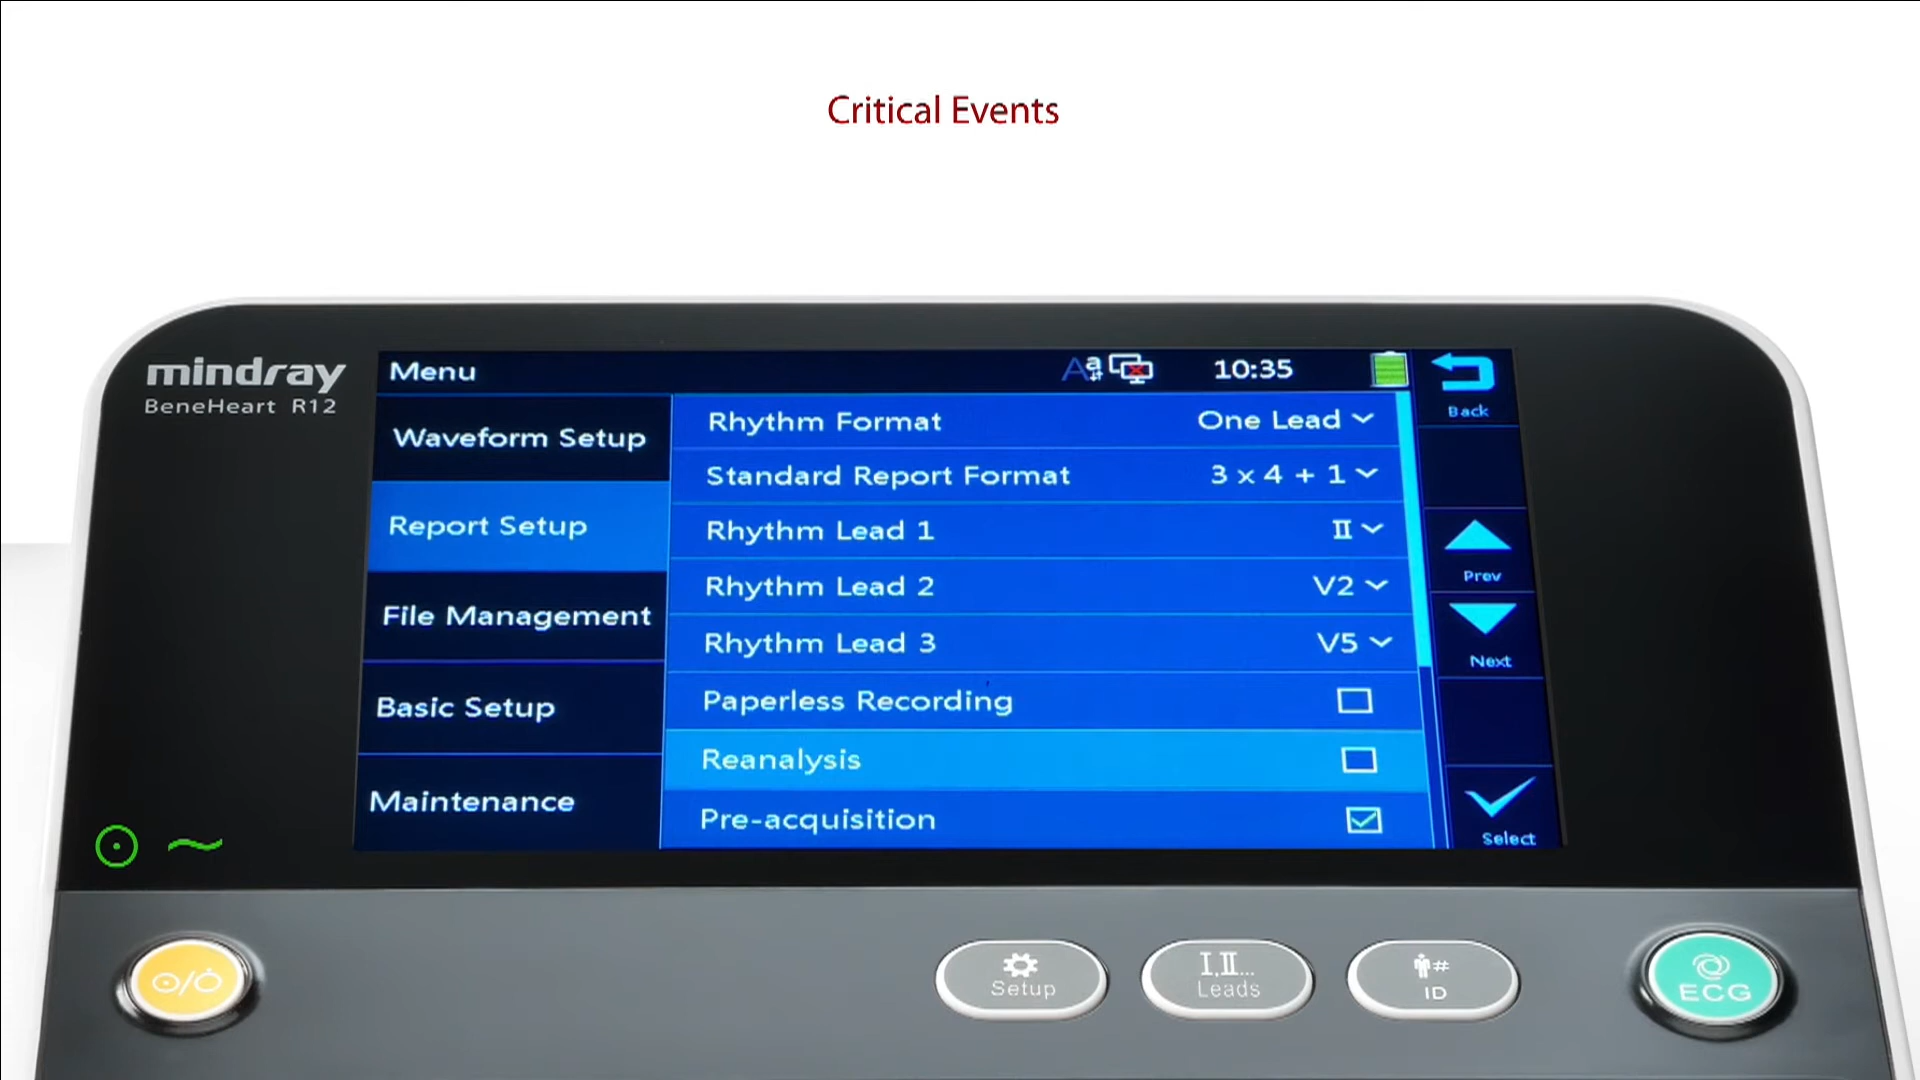 Critical Events
mindray
BeneHeart R12
Menu
Aa
10:35
Back
Waveform Setup
Report Setup
File Management
Basic Setup
Maintenance
Rhythm Format One Lead
Standard Report Format 3 x 4 + 1
Rhythm Lead 1 II
Rhythm Lead 2 V2
Rhythm Lead 3 V5
Paperless Recording
Reanalysis
Pre-acquisition
Prev
Next
Select
Setup
I,II...
Leads
#
ID
ECG